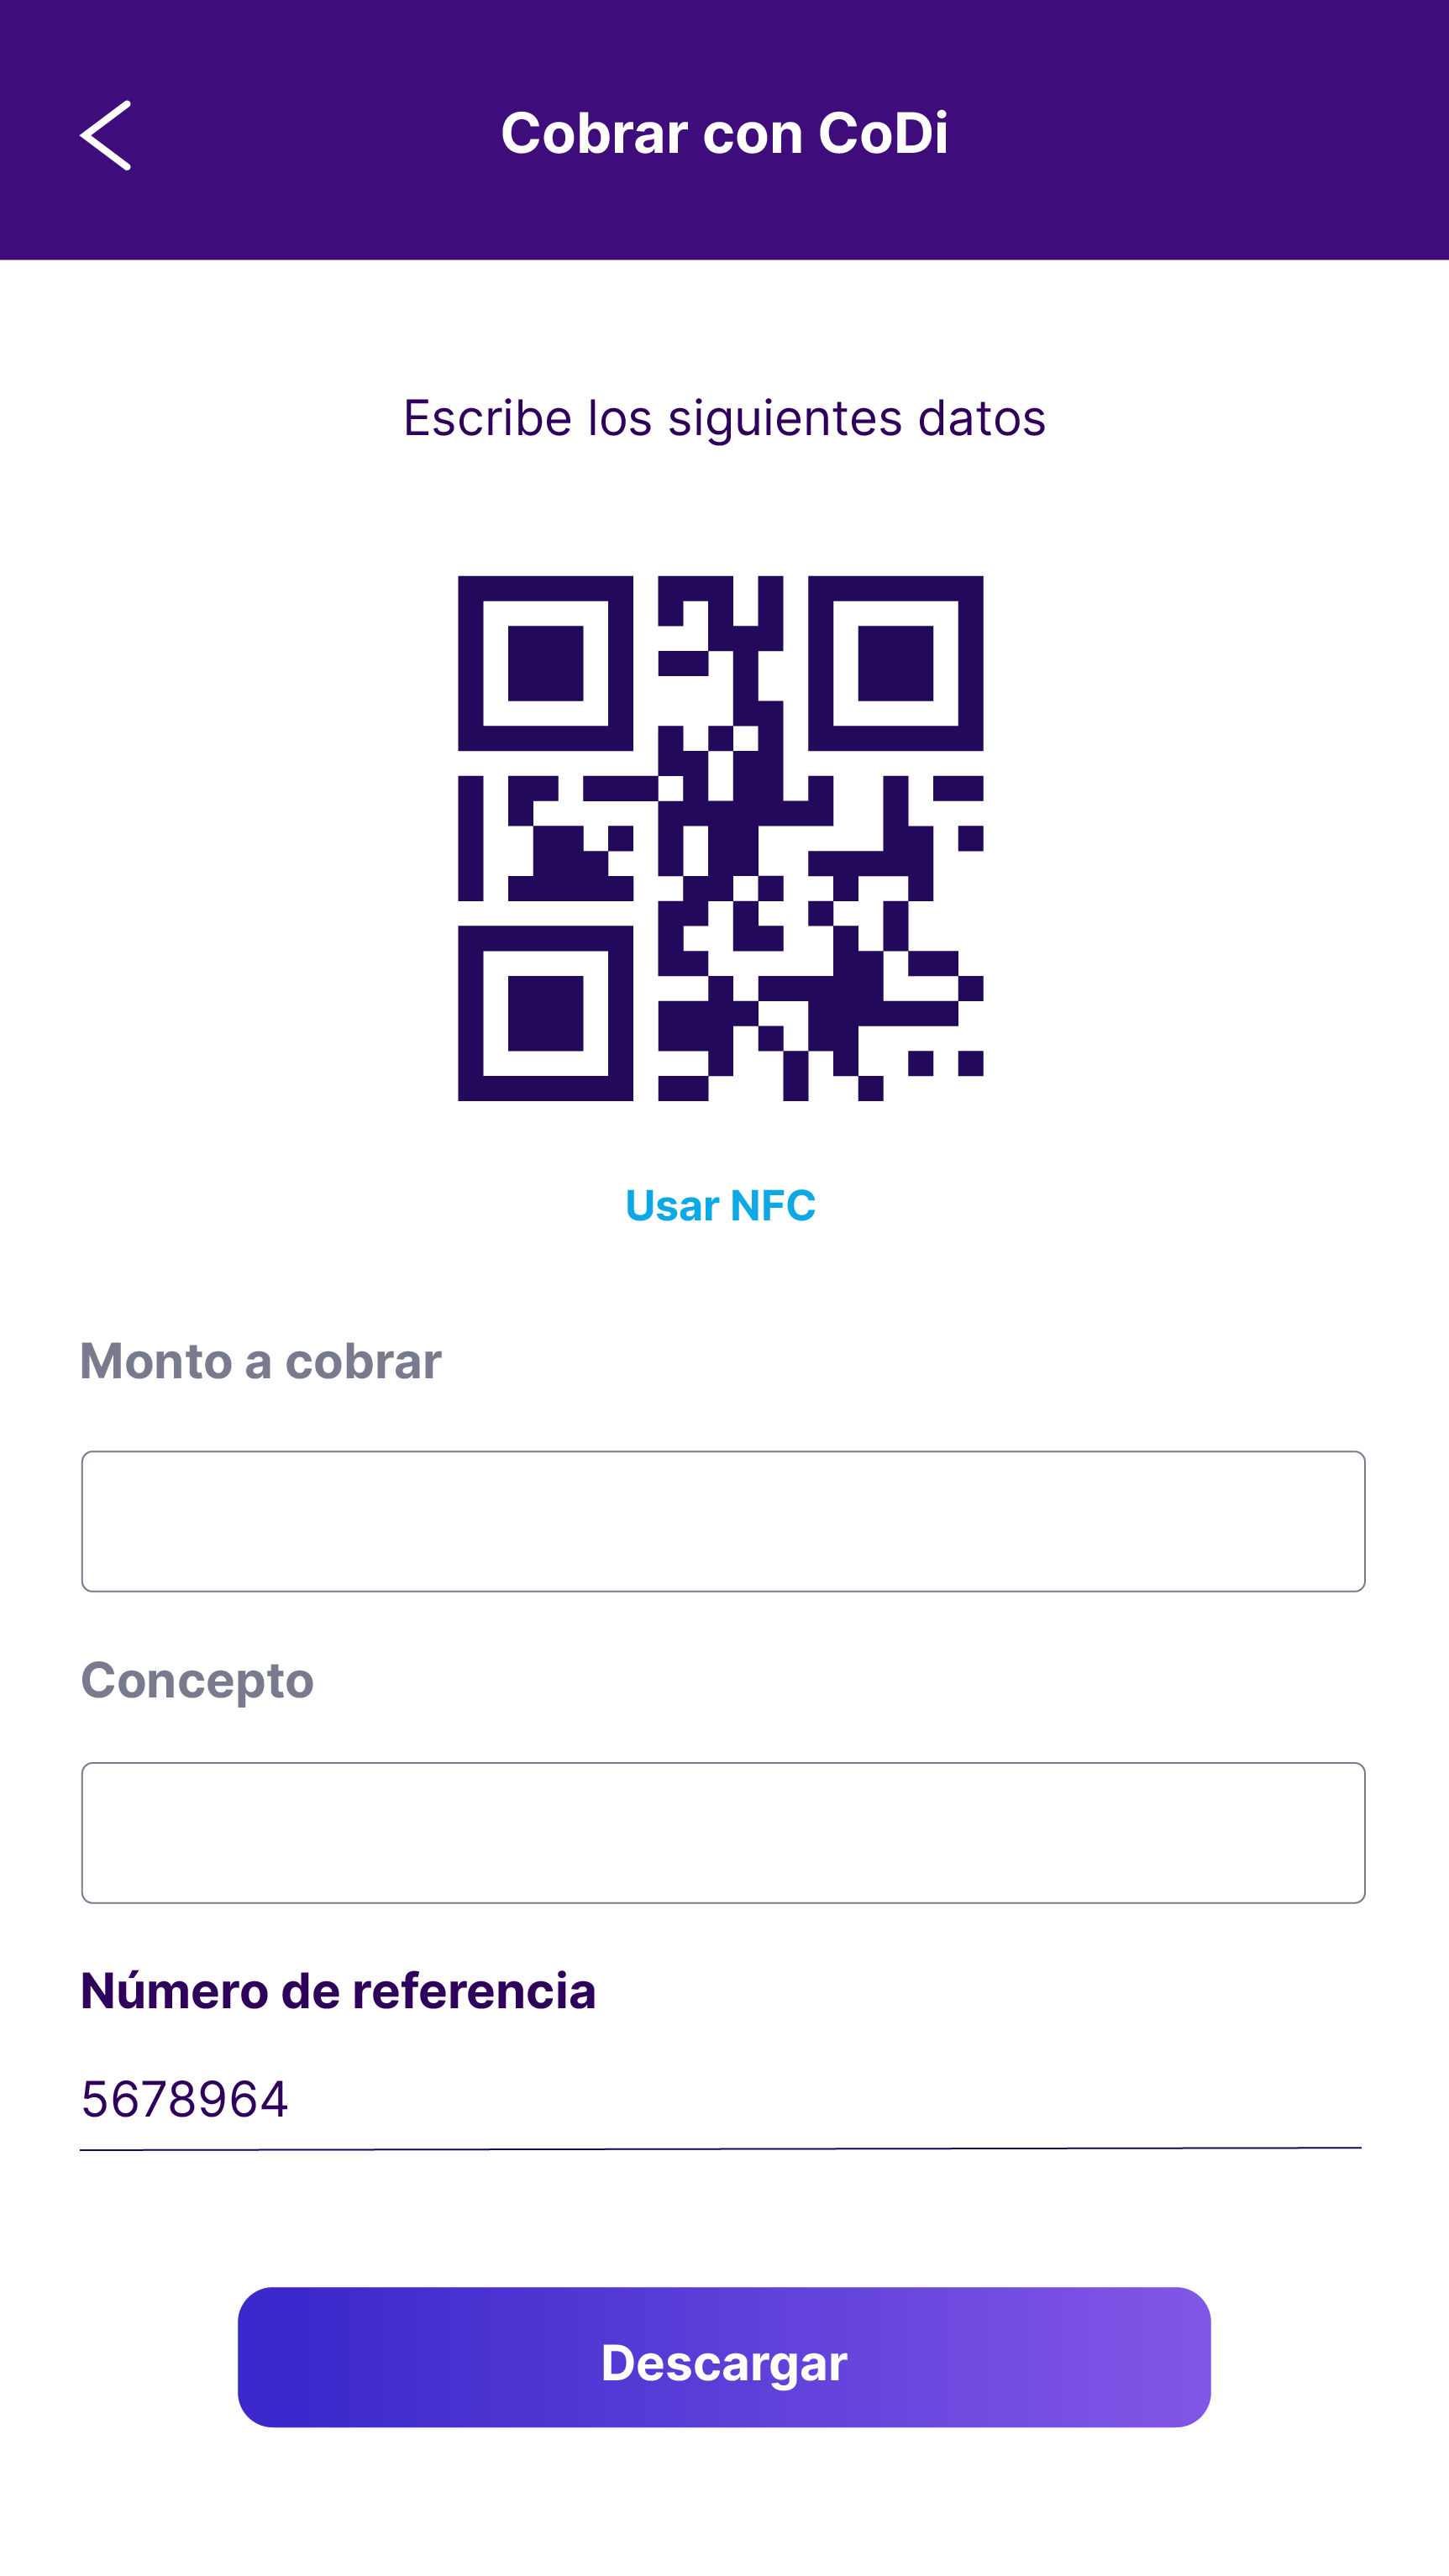 Cobrar con CoDi
Escribe los siguientes datos
Usar NFC
Monto a cobrar
Concepto
Número de referencia
5678964
Descargar